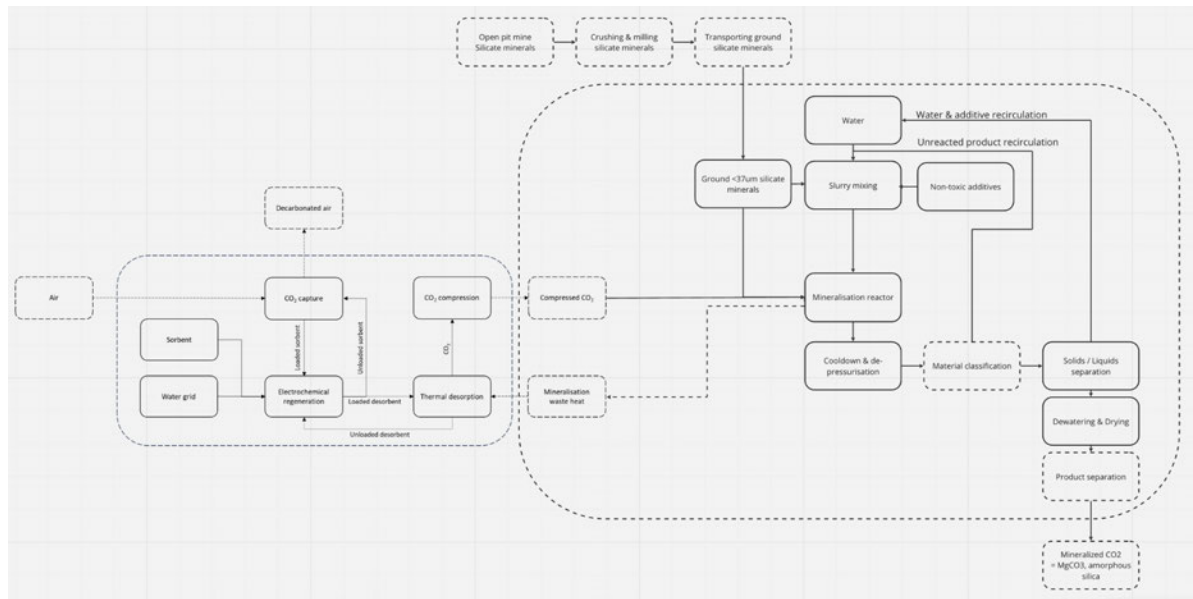 Open pit mine
Silicate minerals
Crushing & milling
silicate minerals
Transporting ground
silicate minerals
Water
Water & additive recirculation
Unreacted product recirculation
Ground <37um silicate
minerals
Slurry mixing
Non-toxic additives
Decarbonated air
Air
CO₂ capture
CO₂ compression
Compressed CO₂
Mineralisation reactor
Sorbent
Loaded sorbent
Unloaded sorbent
CO₂
Cooldown & de-
pressurisation
Material classification
Solids / Liquids
separation
Water grid
Electrochemical
regeneration
Loaded desorbent
Thermal desorption
Mineralisation
waste heat
Unloaded desorbent
Dewatering & Drying
Product separation
Mineralized CO2
= MgCO3, amorphous
silica